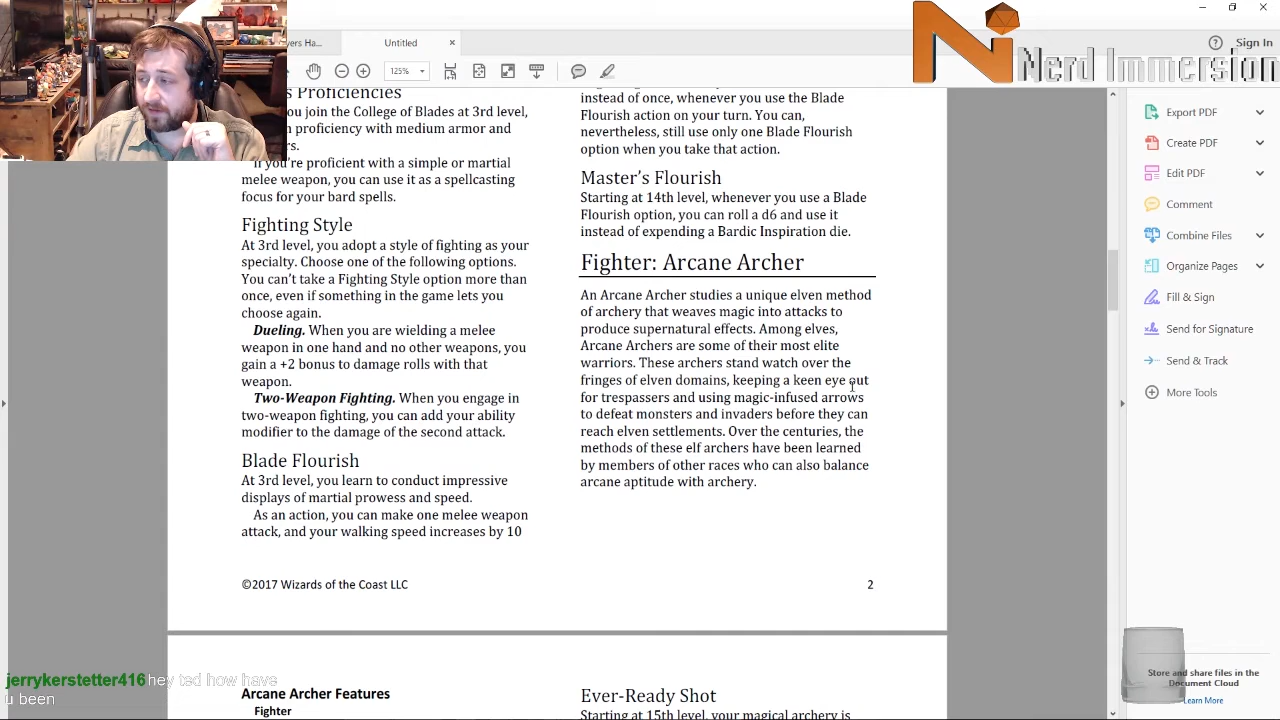 Nerd Immersion
yers Ha...
Untitled
Sign In
125%
s Proficiencies
you join the College of Blades at 3rd level,
proficiency with medium armor and
rs.
If you're proficient with a simple or martial
melee weapon, you can use it as a spellcasting
focus for your bard spells.
Fighting Style
At 3rd level, you adopt a style of fighting as your
specialty. Choose one of the following options.
You can't take a Fighting Style option more than
once, even if something in the game lets you
choose again.
Dueling. When you are wielding a melee
weapon in one hand and no other weapons, you
gain a +2 bonus to damage rolls with that
weapon.
Two-Weapon Fighting. When you engage in
two-weapon fighting, you can add your ability
modifier to the damage of the second attack.
Blade Flourish
At 3rd level, you learn to conduct impressive
displays of martial prowess and speed.
As an action, you can make one melee weapon
attack, and your walking speed increases by 10
instead of once, whenever you use the Blade
Flourish action on your turn. You can,
nevertheless, still use only one Blade Flourish
option when you take that action.
Master's Flourish
Starting at 14th level, whenever you use a Blade
Flourish option, you can roll a d6 and use it
instead of expending a Bardic Inspiration die.
Fighter: Arcane Archer
An Arcane Archer studies a unique elven method
of archery that weaves magic into attacks to
produce supernatural effects. Among elves,
Arcane Archers are some of their most elite
warriors. These archers stand watch over the
fringes of elven domains, keeping a keen eye out
for trespassers and using magic-infused arrows
to defeat monsters and invaders before they can
reach elven settlements. Over the centuries, the
methods of these elf archers have been learned
by members of other races who can also balance
arcane aptitude with archery.
©2017 Wizards of the Coast LLC
2
Arcane Archer Features
Fighter
Ever-Ready Shot
Starting at 15th level, your magical archery is
Export PDF
Create PDF
Edit PDF
Comment
Combine Files
Organize Pages
Fill & Sign
Send for Signature
Send & Track
More Tools
Store and share files in the
Document Cloud
Learn More
jerrykerstetter416 hey ted how have
u been